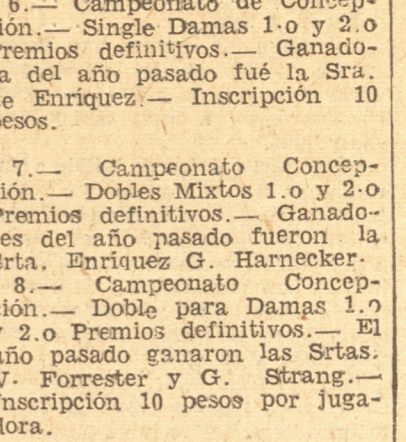 6.— Campeonato de Concep-
ión.— Single Damas 1·o y 2.o
remios definitivos.— Ganado-
a del año pasado fué la Sra.
e Enríquez.— Inscripción 10
esos.
7.— Campeonato Concep-
ión.— Dobles Mixtos 1.o y 2·o
Premios definitivos.— Ganado-
es del año pasado fueron la
Srta. Enríquez G. Harnecker·
8.— Campeonato Concep-
ción.— Doble para Damas 1.o
y 2.o Premios definitivos.— El
año pasado ganaron las Srtas.
V· Forrester y G. Strang.—
Inscripción 10 pesos por juga-
dora.